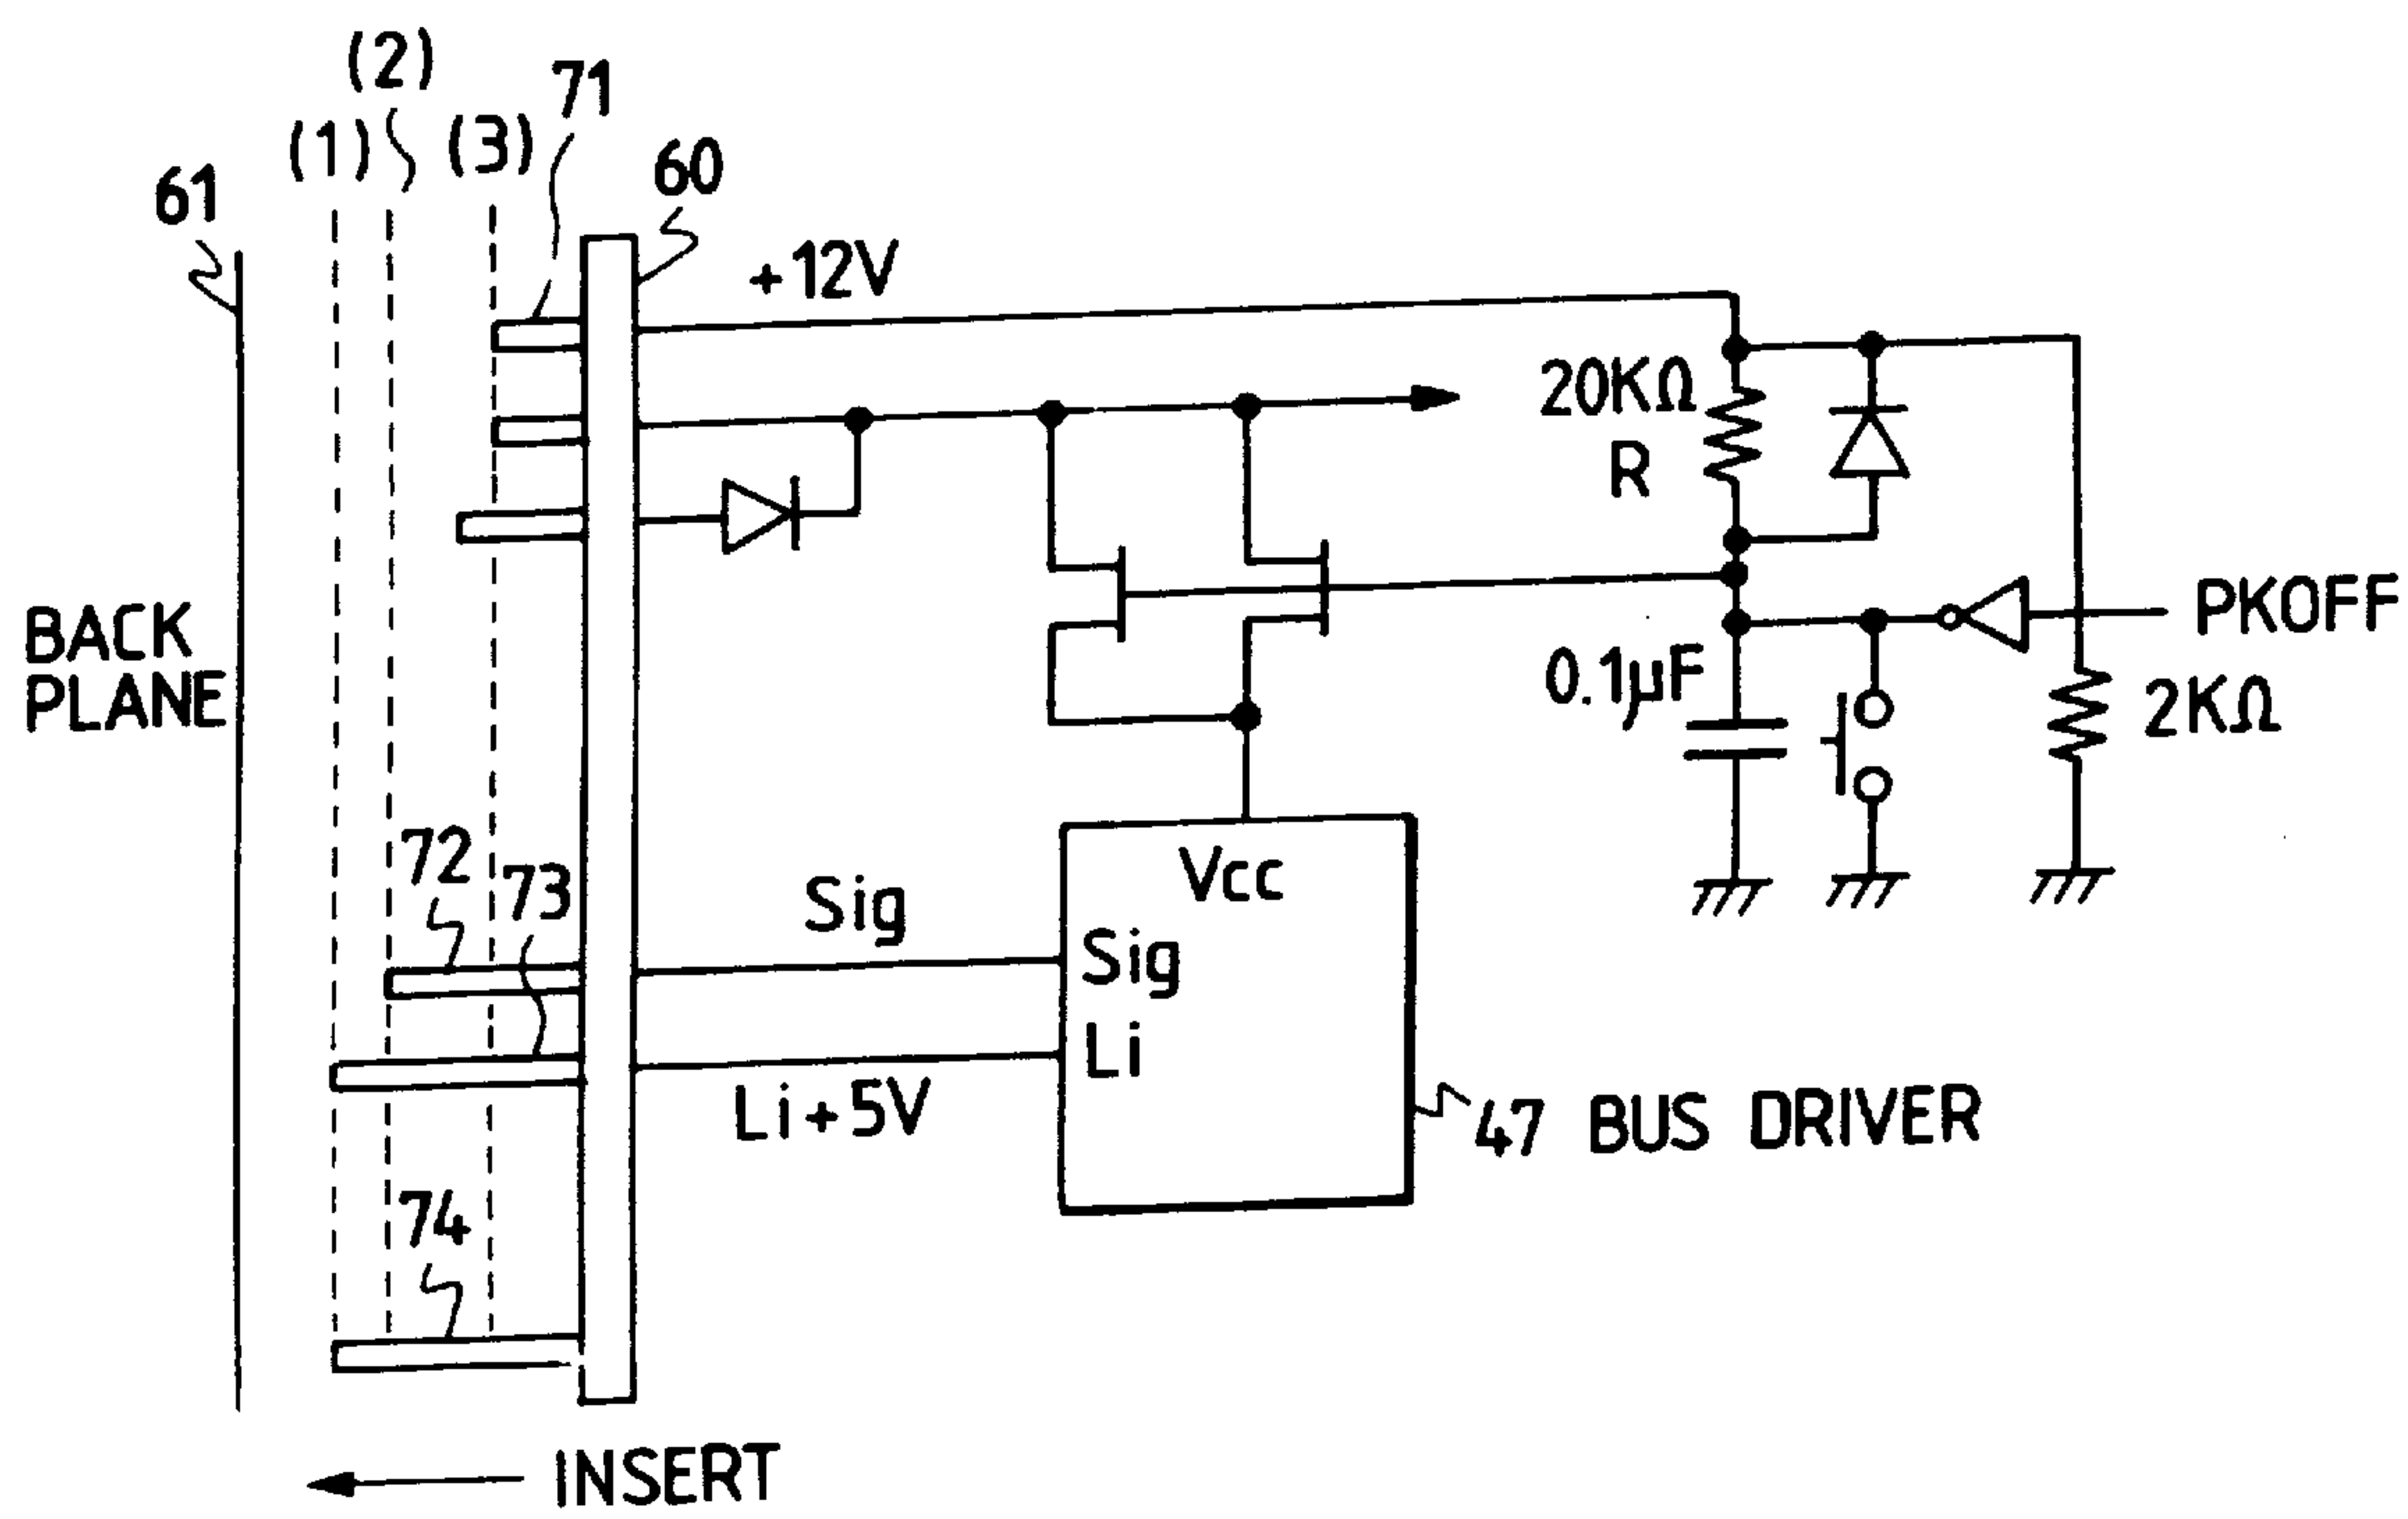 (2)
71
(1)
(3)
60
61
+12V
20KΩ
R
BACK
PLANE
PKOFF
0.1μF
2KΩ
72
73
Sig
Vcc
Sig
Li
Li+5V
47 BUS DRIVER
74
INSERT